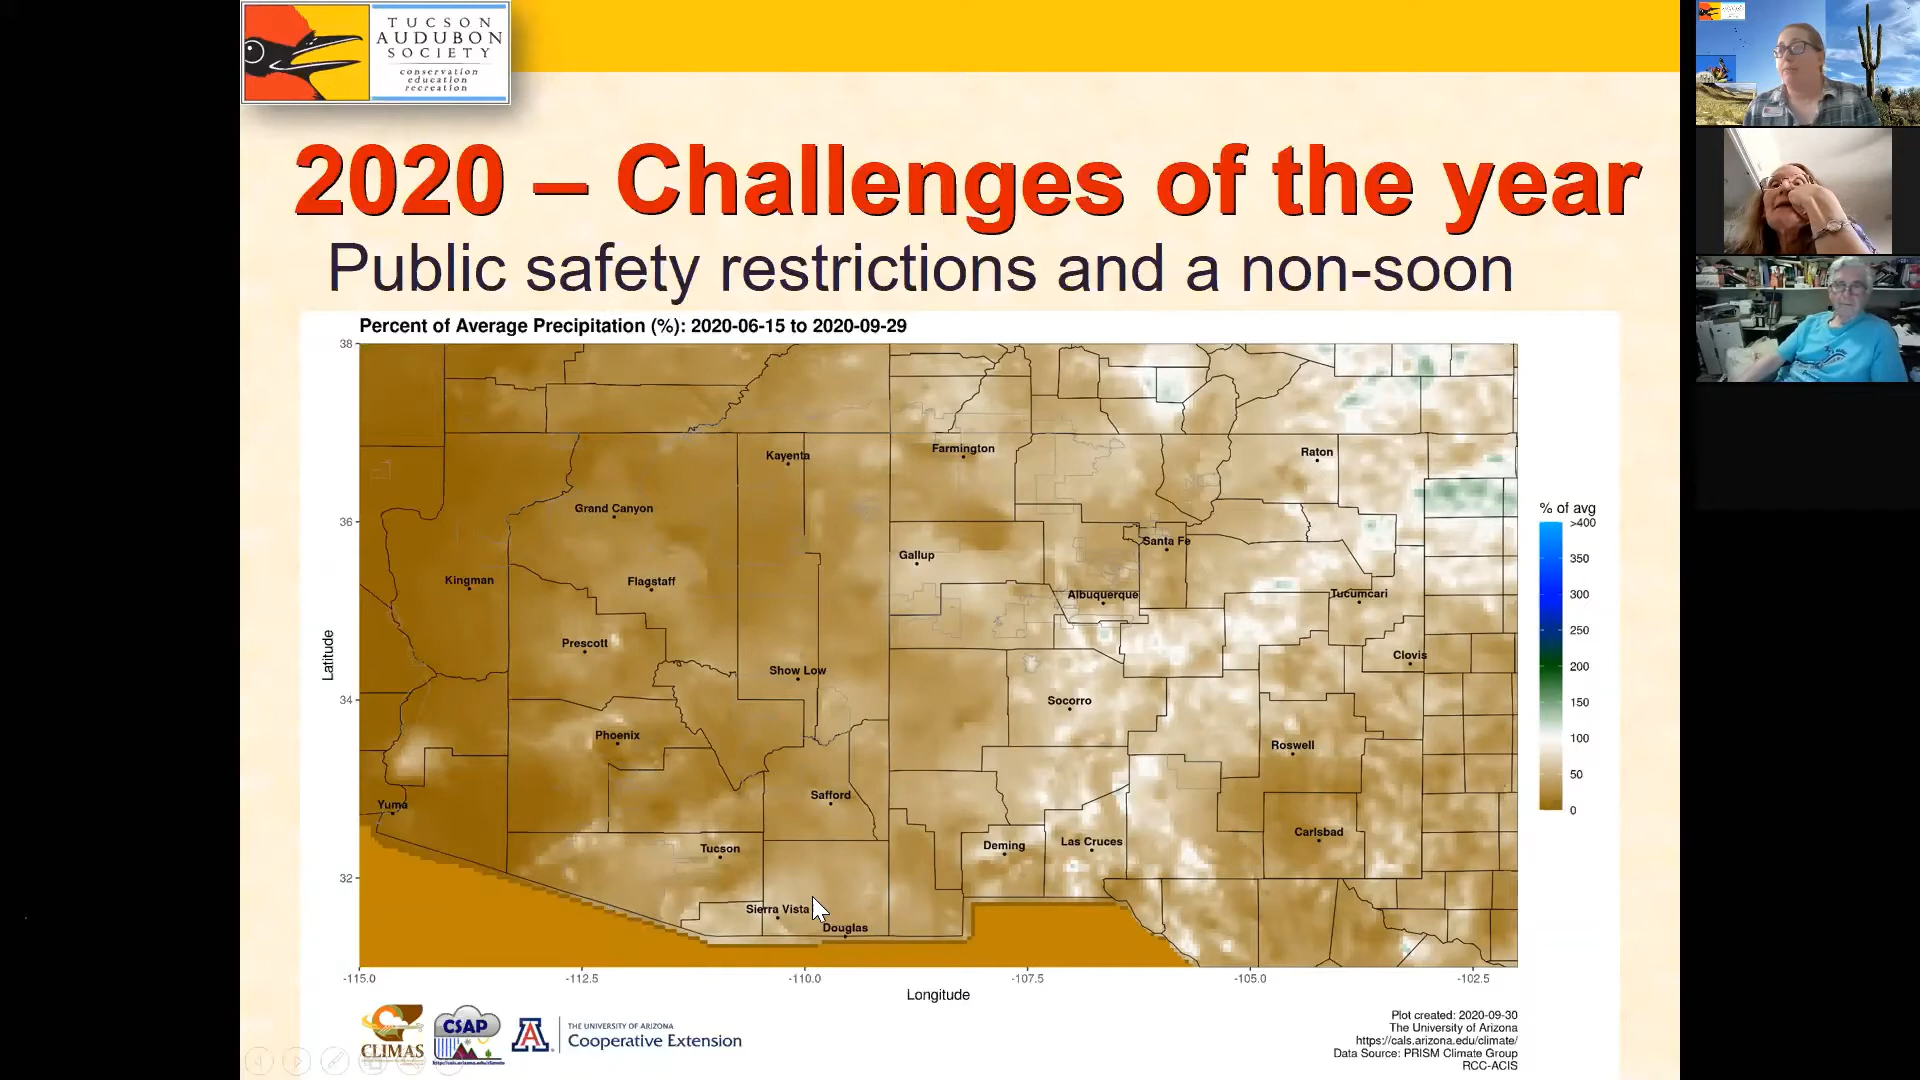 TUCSON
AUDUBON
SOCIETY
conservation
education
recreation
2020 – Challenges of the year
Public safety restrictions and a non-soon
Percent of Average Precipitation (%): 2020-06-15 to 2020-09-29
38
36
34
32
Latitude
Kayenta
Farmington
Raton
Grand Canyon
Gallup
Santa Fe
Kingman
Flagstaff
Albuquerque
Tucumcari
Prescott
Show Low
Clovis
Socorro
Phoenix
Roswell
Yuma
Safford
Tucson
Deming
Las Cruces
Carlsbad
Sierra Vista
Douglas
% of avg
>400
350
300
250
200
150
100
50
0
-115.0
-112.5
-110.0
-107.5
-105.0
-102.5
Longitude
CLIMAS
CSAP
http://cals.arizona.edu/climate
A
THE UNIVERSITY OF ARIZONA
Cooperative Extension
Plot created: 2020-09-30
The University of Arizona
https://cals.arizona.edu/climate/
Data Source: PRISM Climate Group
RCC-ACIS